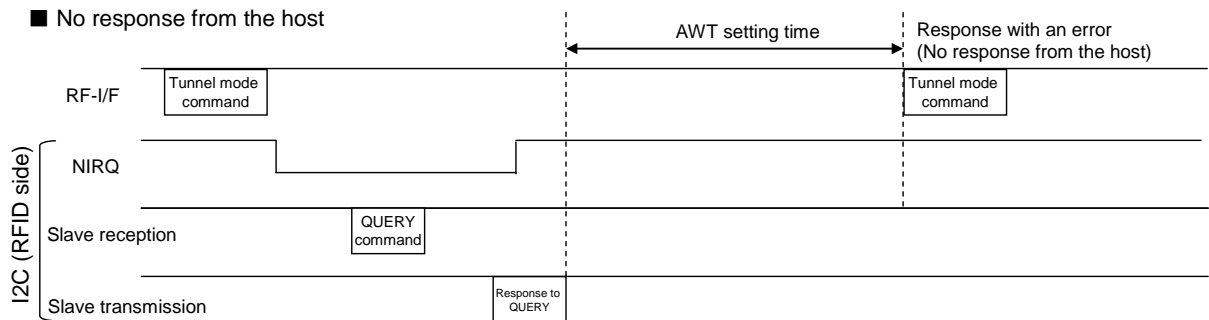 ■ No response from the host
AWT setting time
Response with an error
(No response from the host)
RF-I/F
Tunnel mode
command
Tunnel mode
command
I2C (RFID side)
NIRQ
Slave reception
QUERY
command
Slave transmission
Response to
QUERY